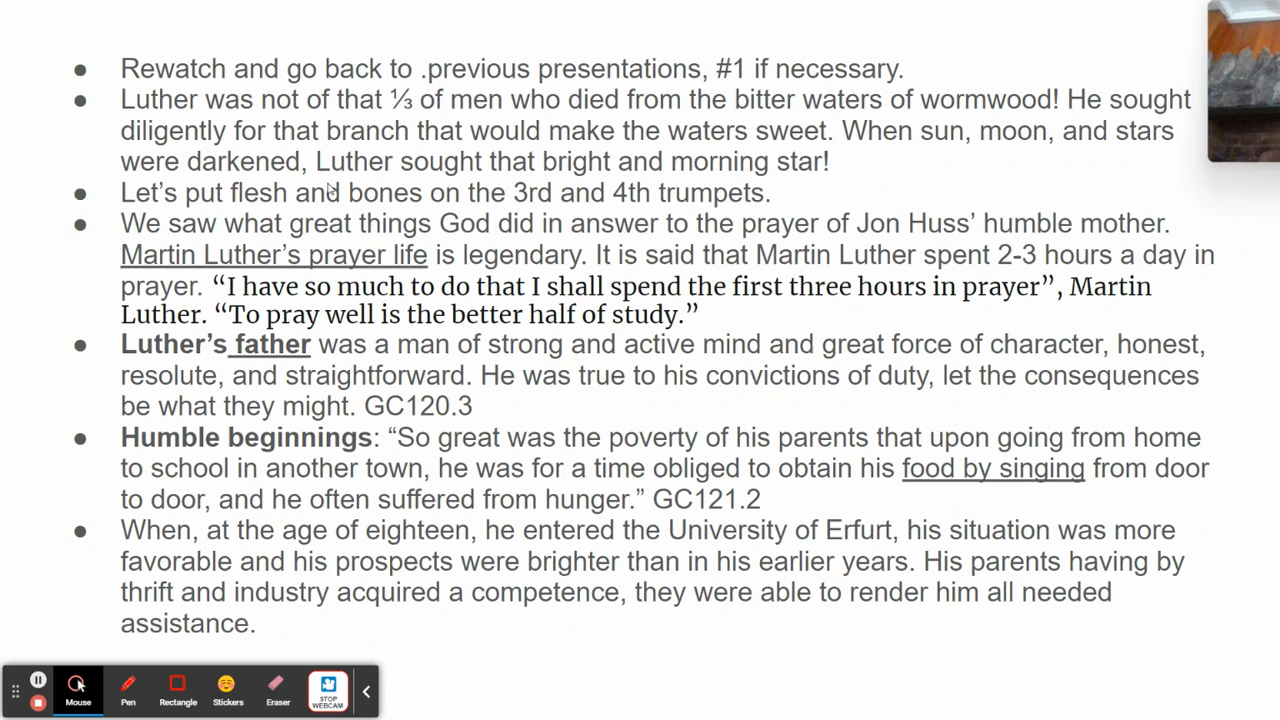 ● Rewatch and go back to .previous presentations, #1 if necessary.
● Luther was not of that ⅓ of men who died from the bitter waters of wormwood! He sought
diligently for that branch that would make the waters sweet. When sun, moon, and stars
were darkened, Luther sought that bright and morning star!
● Let’s put flesh and bones on the 3rd and 4th trumpets.
● We saw what great things God did in answer to the prayer of Jon Huss’ humble mother.
Martin Luther’s prayer life is legendary. It is said that Martin Luther spent 2-3 hours a day in
prayer. “I have so much to do that I shall spend the first three hours in prayer”, Martin
Luther. “To pray well is the better half of study.”
● Luther’s father was a man of strong and active mind and great force of character, honest,
resolute, and straightforward. He was true to his convictions of duty, let the consequences
be what they might. GC120.3
● Humble beginnings: “So great was the poverty of his parents that upon going from home
to school in another town, he was for a time obliged to obtain his food by singing from door
to door, and he often suffered from hunger.” GC121.2
● When, at the age of eighteen, he entered the University of Erfurt, his situation was more
favorable and his prospects were brighter than in his earlier years. His parents having by
thrift and industry acquired a competence, they were able to render him all needed
assistance.
Mouse Pen Rectangle Stickers Eraser STOP
WEBCAM